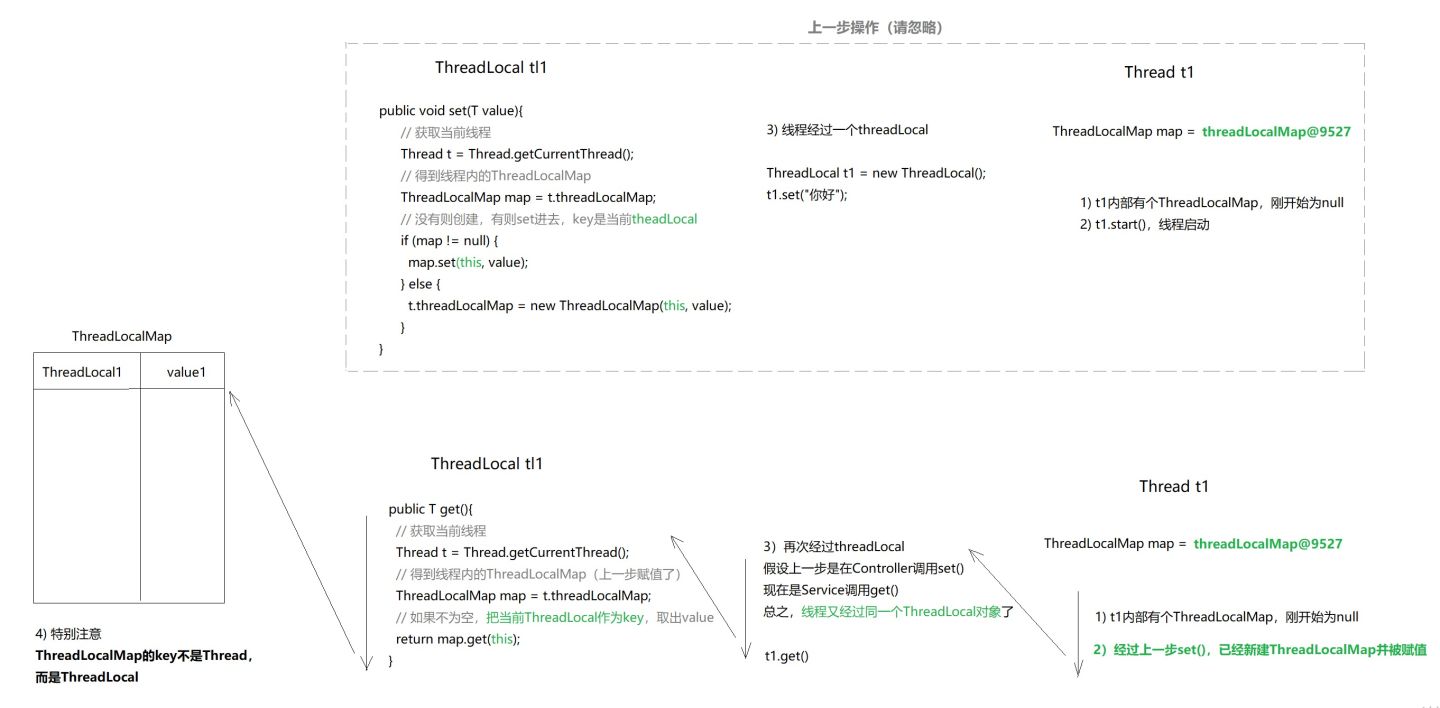 上一步操作（请忽略）
ThreadLocal tl1
public void set(T value){
// 获取当前线程
Thread t = Thread.getCurrentThread();
// 得到线程内的ThreadLocalMap
ThreadLocalMap map = t.threadLocalMap;
// 没有则创建，有则set进去，key是当前theadLocal
if (map != null) {
map.set(this, value);
} else {
t.threadLocalMap = new ThreadLocalMap(this, value);
}
}
3) 线程经过一个threadLocal
ThreadLocal t1 = new ThreadLocal();
t1.set("你好");
Thread t1
ThreadLocalMap map = threadLocalMap@9527
1) t1内部有个ThreadLocalMap，刚开始为null
2) t1.start()，线程启动
ThreadLocalMap
ThreadLocal1 value1
4) 特别注意
ThreadLocalMap的key不是Thread，
而是ThreadLocal
ThreadLocal tl1
public T get(){
// 获取当前线程
Thread t = Thread.getCurrentThread();
// 得到线程内的ThreadLocalMap（上一步赋值了）
ThreadLocalMap map = t.threadLocalMap;
// 如果不为空，把当前ThreadLocal作为key，取出value
return map.get(this);
}
3）再次经过threadLocal
假设上一步是在Controller调用set()
现在是Service调用get()
总之，线程又经过同一个ThreadLocal对象了
t1.get()
Thread t1
ThreadLocalMap map = threadLocalMap@9527
1) t1内部有个ThreadLocalMap，刚开始为null
2）经过上一步set()，已经新建ThreadLocalMap并被赋值